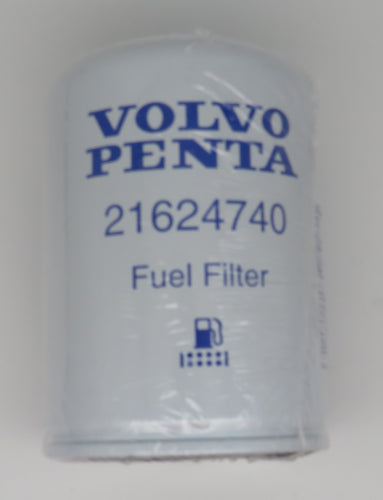 VOLVO
PENTA
21624740
Fuel Filter